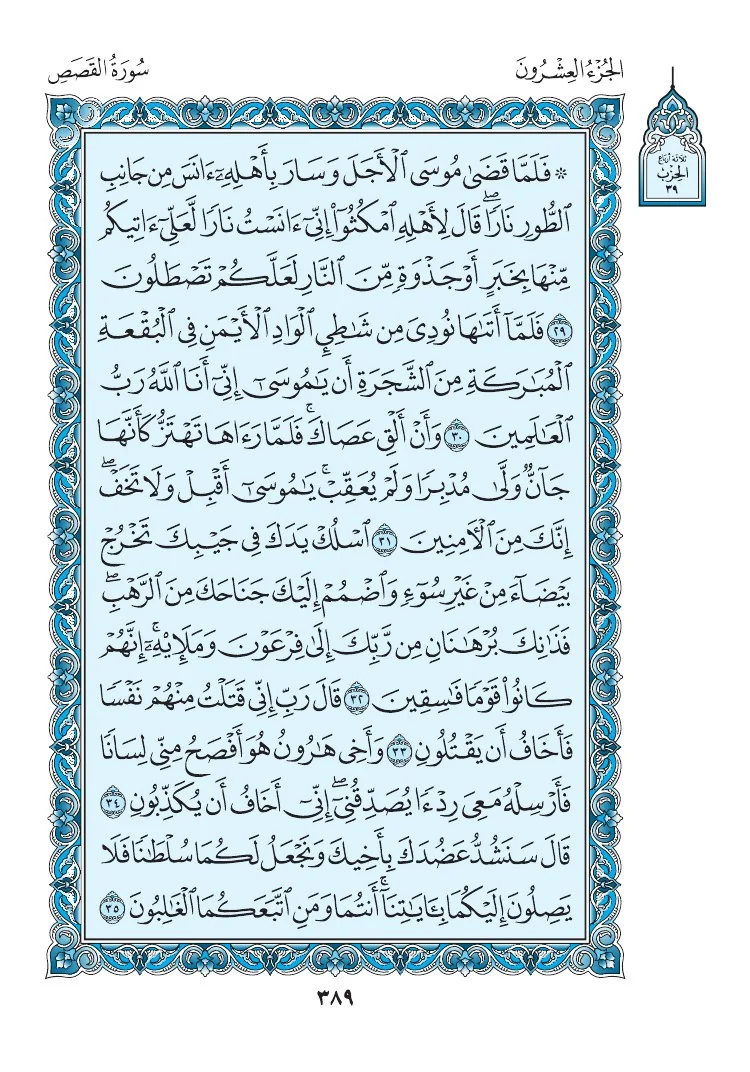 الجُزْءُ العِشْرُونَ
سُورَةُ القَصَصِ
ثلاثة أرباع
الحِزْب
٣٩
۞ فَلَمَّا قَضَىٰ مُوسَى ٱلْأَجَلَ وَسَارَ بِأَهْلِهِۦٓ ءَانَسَ مِن جَانِبِ
ٱلطُّورِ نَارًاۖ قَالَ لِأَهْلِهِ ٱمْكُثُوٓا۟ إِنِّىٓ ءَانَسْتُ نَارًا لَّعَلِّىٓ ءَاتِيكُم
مِّنْهَا بِخَبَرٍ أَوْ جَذْوَةٍ مِّنَ ٱلنَّارِ لَعَلَّكُمْ تَصْطَلُونَ
٢٩ فَلَمَّآ أَتَىٰهَا نُودِىَ مِن شَٰطِئِ ٱلْوَادِ ٱلْأَيْمَنِ فِى ٱلْبُقْعَةِ
ٱلْمُبَٰرَكَةِ مِنَ ٱلشَّجَرَةِ أَن يَٰمُوسَىٰٓ إِنِّىٓ أَنَا ٱللَّهُ رَبُّ
ٱلْعَٰلَمِينَ ٣٠ وَأَنْ أَلْقِ عَصَاكَۚ فَلَمَّا رَءَاهَا تَهْتَزُّ كَأَنَّهَا
جَآنٌّ وَلَّىٰ مُدْبِرًا وَلَمْ يُعَقِّبْۚ يَٰمُوسَىٰٓ أَقْبِلْ وَلَا تَخَفْۖ
إِنَّكَ مِنَ ٱلْءَامِنِينَ ٣١ ٱسْلُكْ يَدَكَ فِى جَيْبِكَ تَخْرُجْ
بَيْضَآءَ مِنْ غَيْرِ سُوٓءٍ وَٱضْمُمْ إِلَيْكَ جَنَاحَكَ مِنَ ٱلرَّهْبِۖ
فَذَٰنِكَ بُرْهَٰنَانِ مِن رَّبِّكَ إِلَىٰ فِرْعَوْنَ وَمَلَإِي۟هِۦٓۚ إِنَّهُمْ
كَانُوا۟ قَوْمًا فَٰسِقِينَ ٣٢ قَالَ رَبِّ إِنِّى قَتَلْتُ مِنْهُمْ نَفْسًا
فَأَخَافُ أَن يَقْتُلُونِ ٣٣ وَأَخِى هَٰرُونُ هُوَ أَفْصَحُ مِنِّى لِسَانًا
فَأَرْسِلْهُ مَعِىَ رِدْءًا يُصَدِّقُنِىٓۖ إِنِّىٓ أَخَافُ أَن يُكَذِّبُونِ ٣٤
قَالَ سَنَشُدُّ عَضُدَكَ بِأَخِيكَ وَنَجْعَلُ لَكُمَا سُلْطَٰنًا فَلَا
يَصِلُونَ إِلَيْكُمَا بِـَٔايَٰتِنَآۚ أَنتُمَا وَمَنِ ٱتَّبَعَكُمَا ٱلْغَٰلِبُونَ ٣٥
٣٨٩